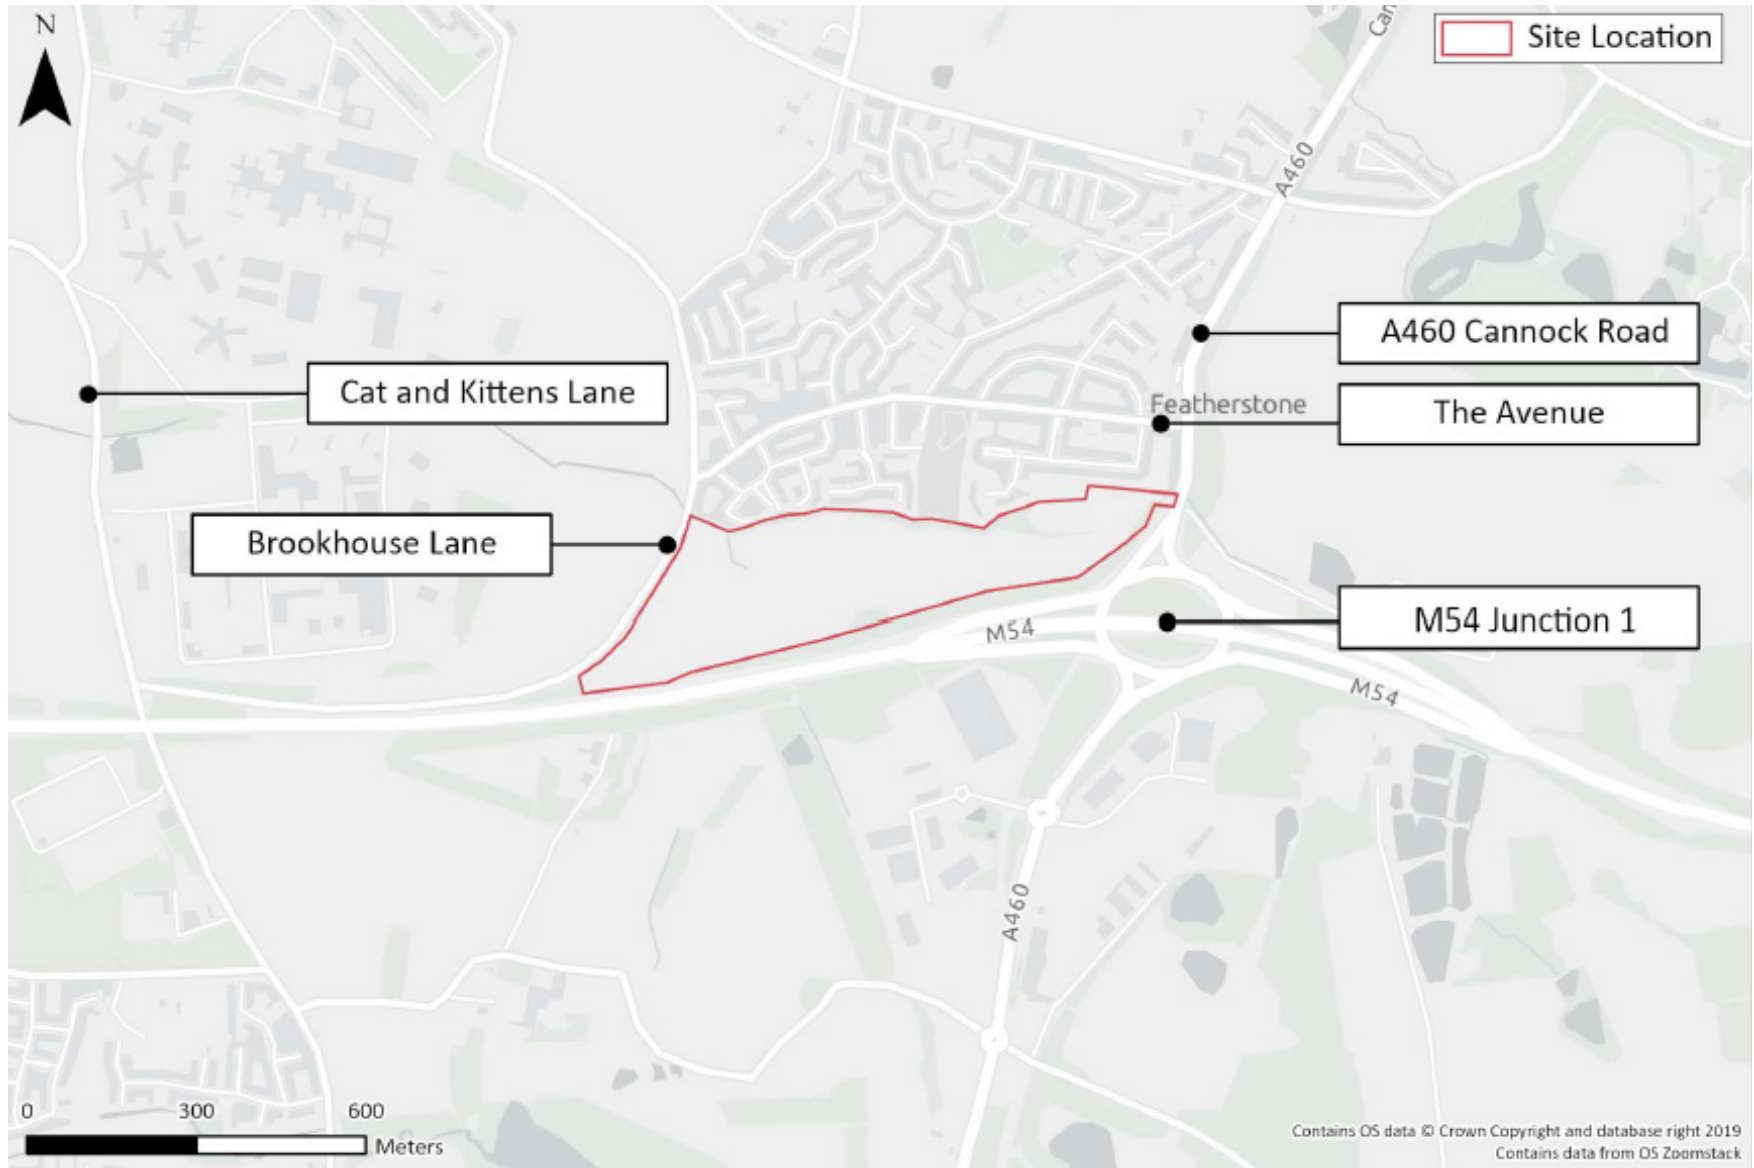 N
Site Location
Can
A460
A460 Cannock Road
Cat and Kittens Lane
Featherstone
The Avenue
Brookhouse Lane
M54 Junction 1
M54
M54
A460
0 300 600
Meters
Contains OS data © Crown Copyright and database right 2019
Contains data from OS Zoomstack